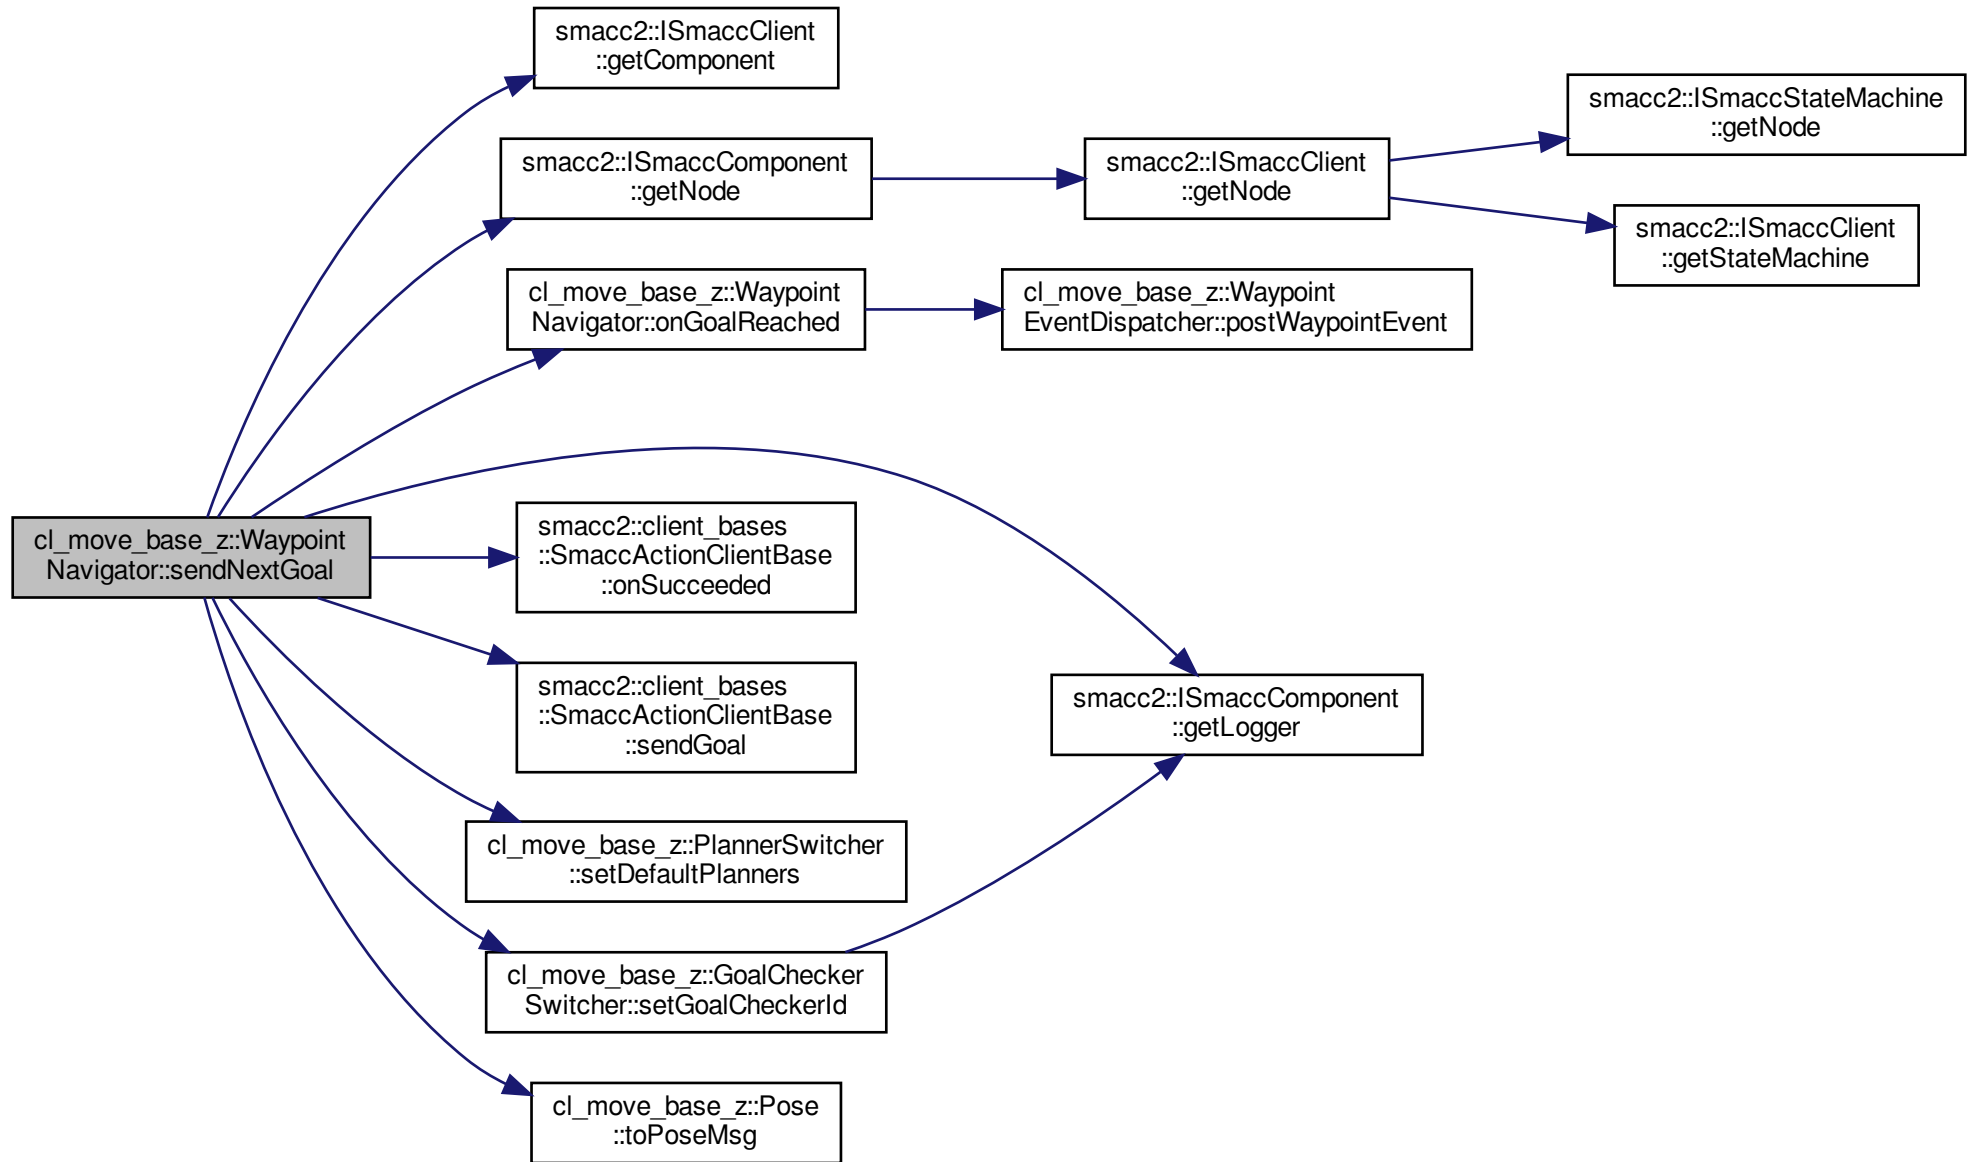 smacc2::ISmaccClient
::getComponent
smacc2::ISmaccComponent
::getNode
smacc2::ISmaccClient
::getNode
smacc2::ISmaccStateMachine
::getNode
smacc2::ISmaccClient
::getStateMachine
cl_move_base_z::Waypoint
Navigator::onGoalReached
cl_move_base_z::Waypoint
EventDispatcher::postWaypointEvent
cl_move_base_z::Waypoint
Navigator::sendNextGoal
smacc2::client_bases
::SmaccActionClientBase
::onSucceeded
smacc2::client_bases
::SmaccActionClientBase
::sendGoal
smacc2::ISmaccComponent
::getLogger
cl_move_base_z::PlannerSwitcher
::setDefaultPlanners
cl_move_base_z::GoalChecker
Switcher::setGoalCheckerId
cl_move_base_z::Pose
::toPoseMsg